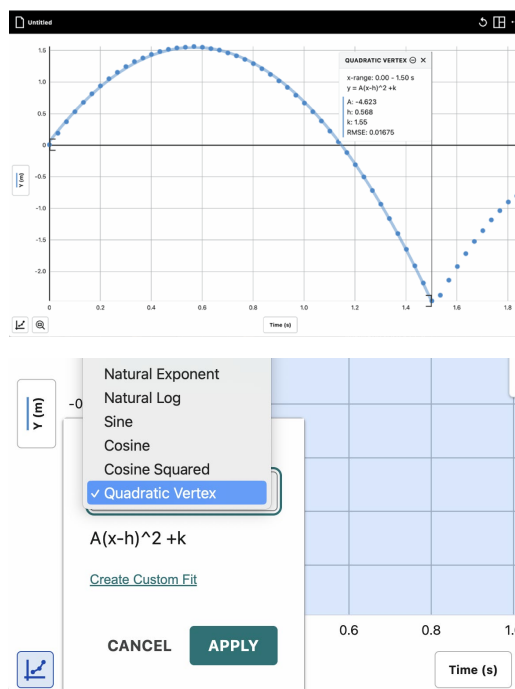 Untitled
1.5
QUADRATIC VERTEX
x-range: 0.00 - 1.50 s
y = A(x-h)^2 +k
1.0
A: -4.623
h: 0.568
0.5
k: 1.55
RMSE: 0.01675
0
Y (m)
-0.5
-1.0
-1.5
-2.0
0 0.2 0.4 0.6 0.8 1.0 1.2 1.4 1.6 1.8
Time (s)
Natural Exponent
Natural Log
Y (m)
-0
Sine
Cosine
Cosine Squared
✓ Quadratic Vertex
A(x-h)^2 +k
Create Custom Fit
0.6 0.8 1.
CANCEL APPLY
Time (s)